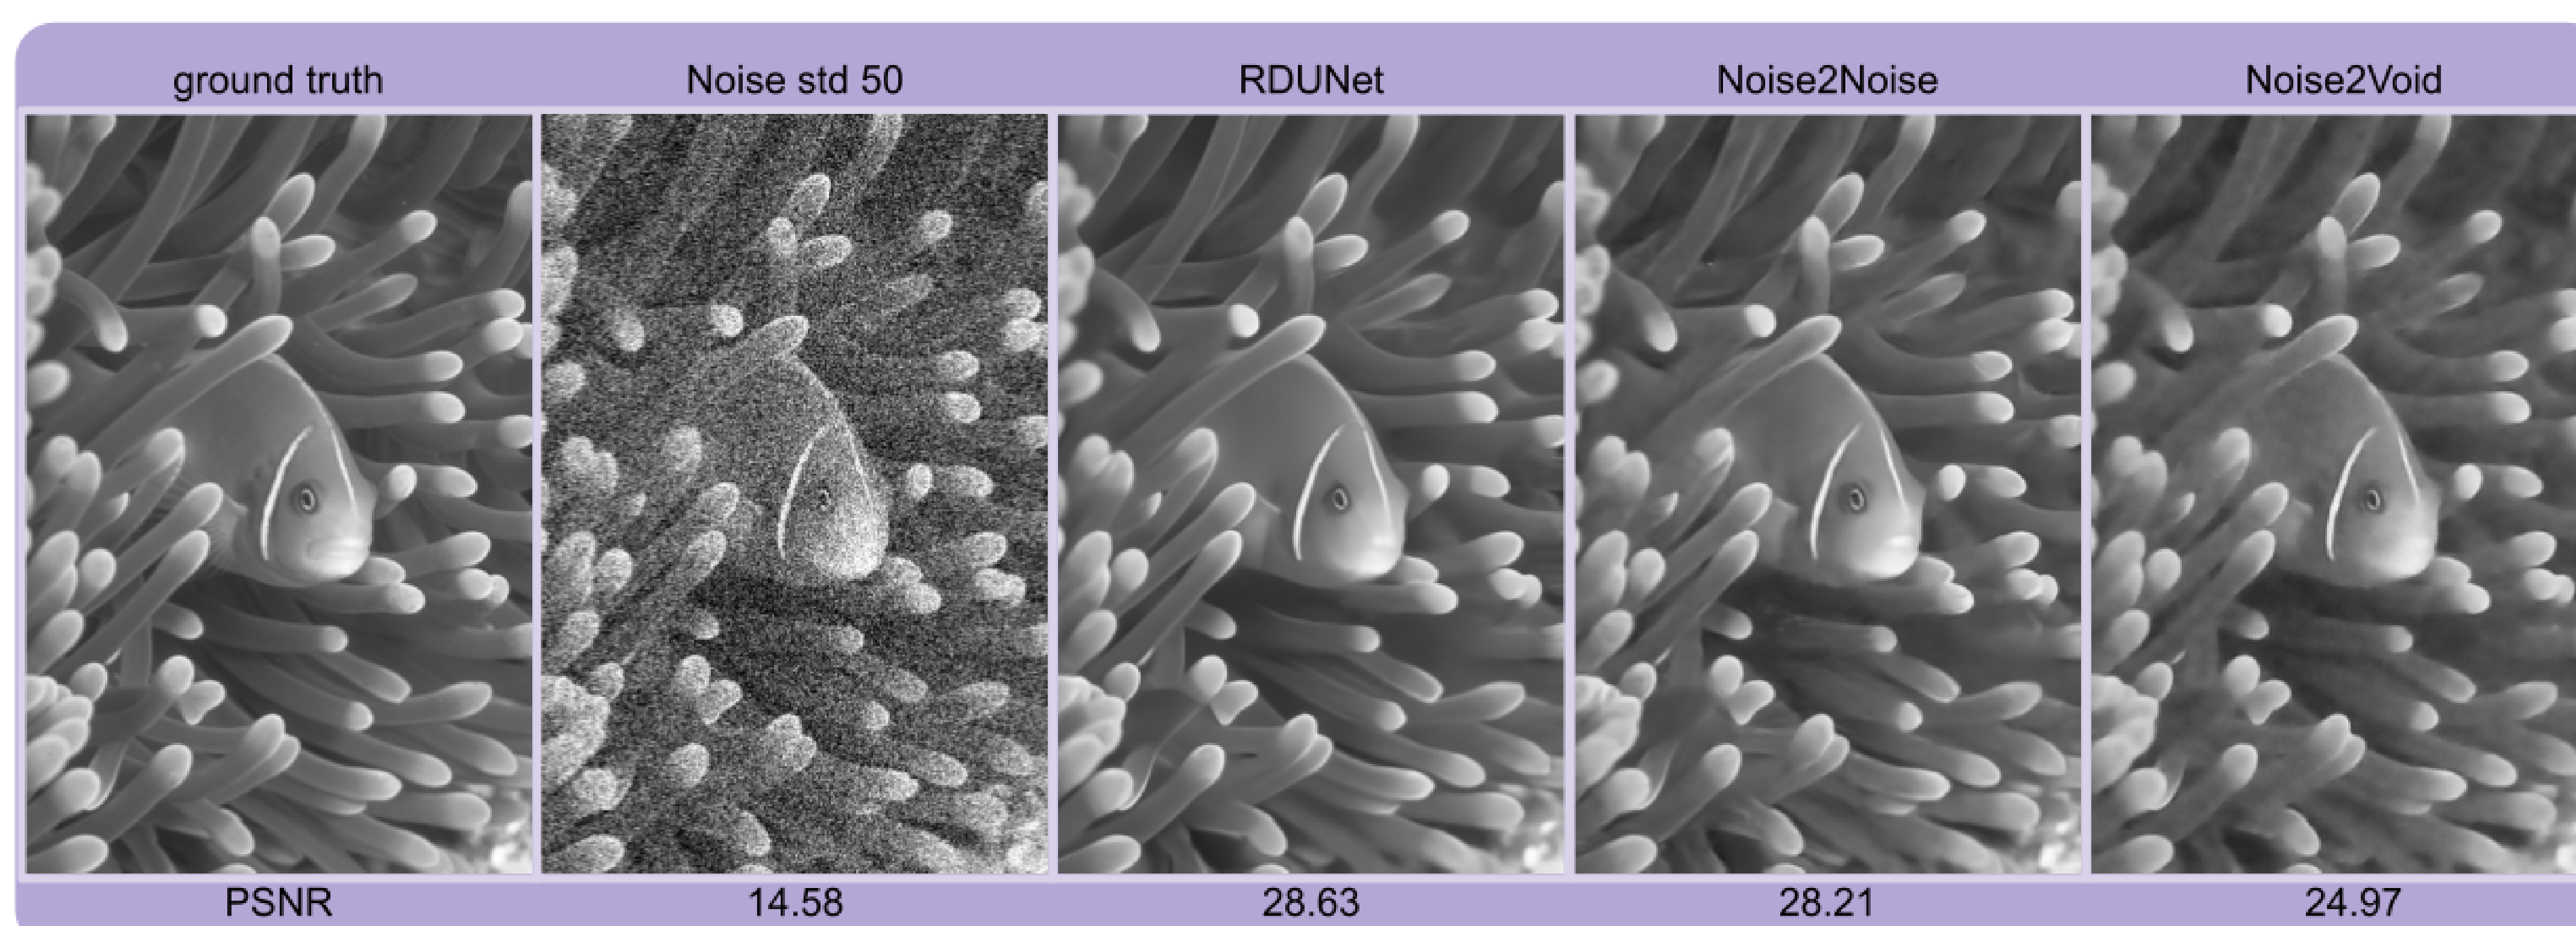 ground truth Noise std 50 RDUNet Noise2Noise Noise2Void
PSNR 14.58 28.63 28.21 24.97